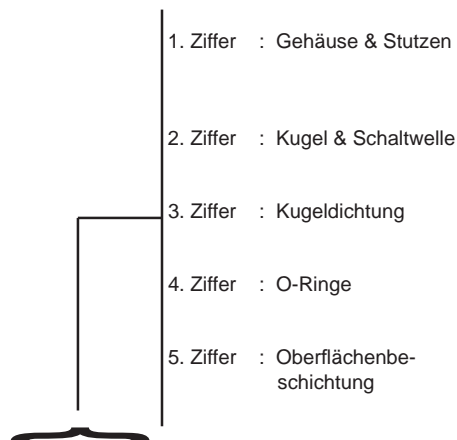 1. Ziffer : Gehäuse & Stutzen
2. Ziffer : Kugel & Schaltwelle
3. Ziffer : Kugeldichtung
4. Ziffer : O-Ringe
5. Ziffer : Oberflächenbe-
schichtung